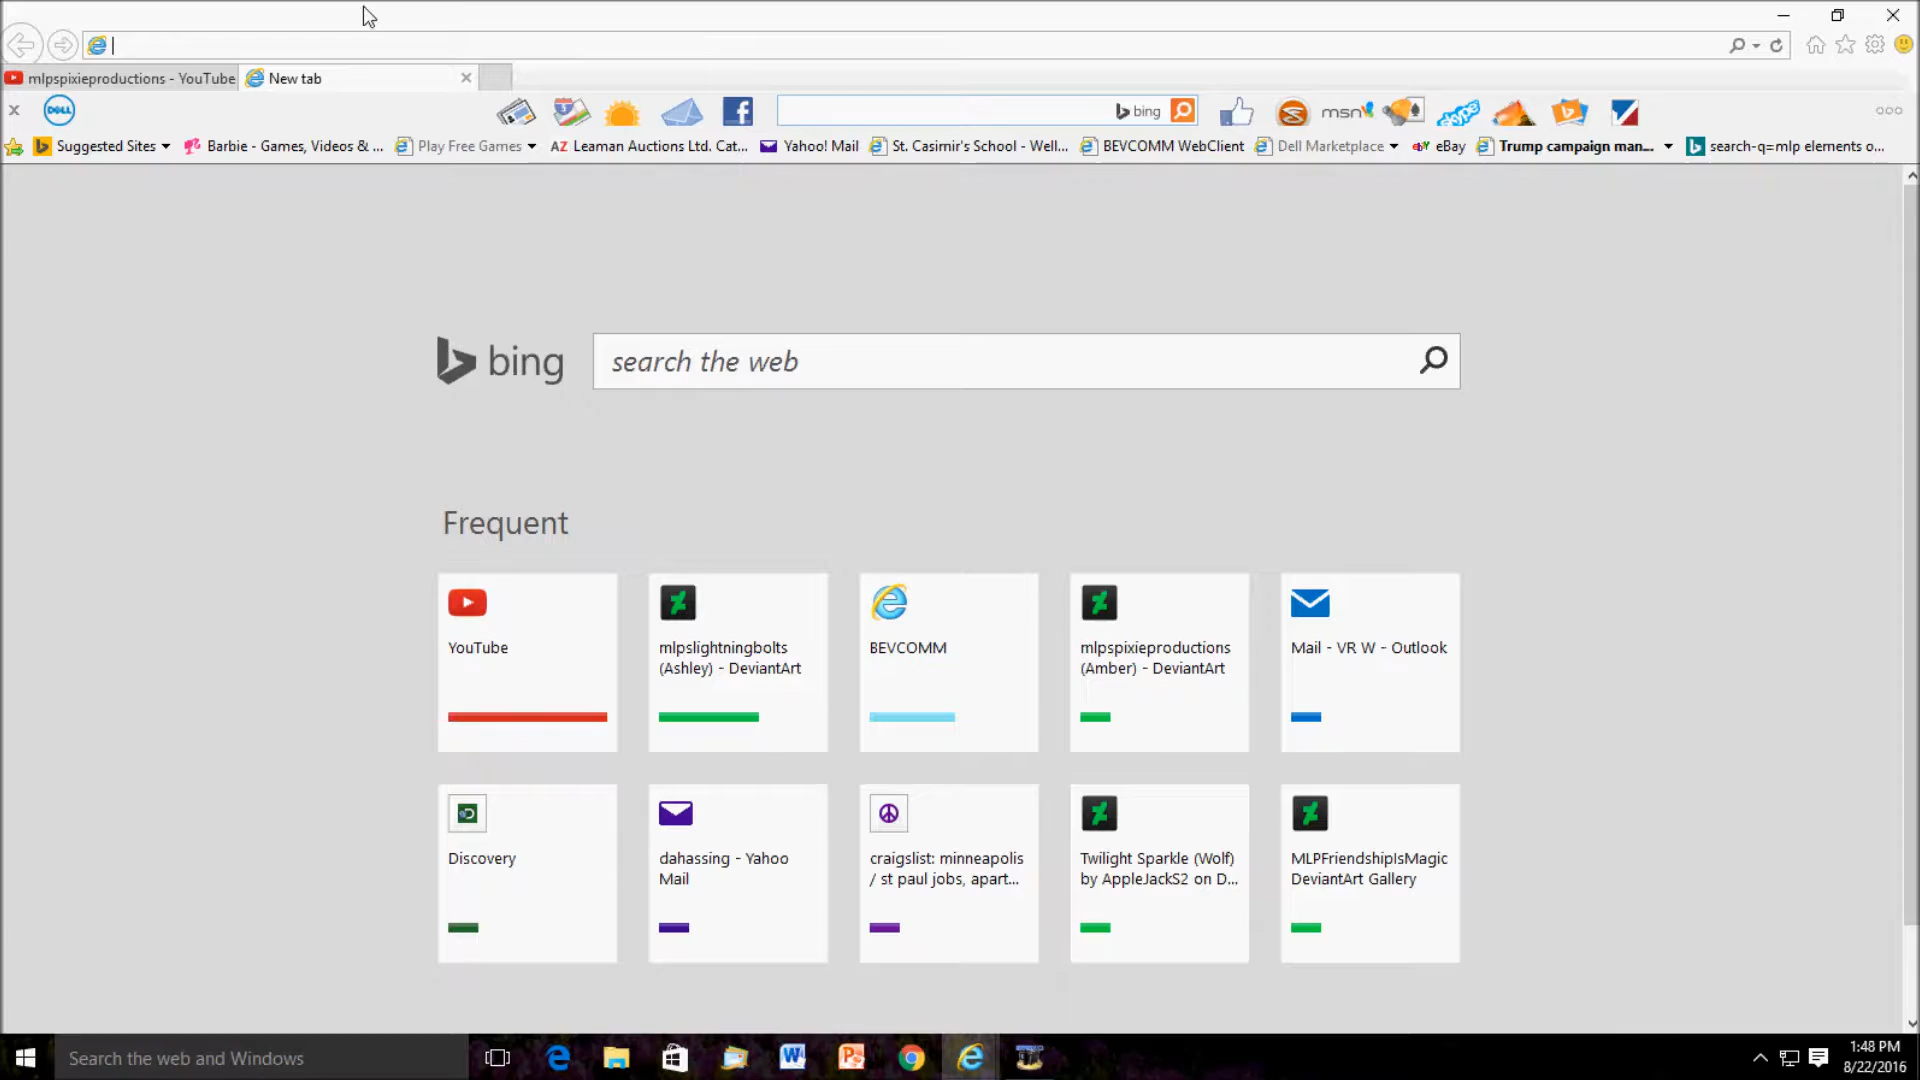 mlpspixieproductions - YouTube
New tab
DELL
bing
msn
skype
Suggested Sites
Barbie - Games, Videos & ...
Play Free Games
AZ Leaman Auctions Ltd. Cat...
Yahoo! Mail
St. Casimir's School - Well...
BEVCOMM WebClient
Dell Marketplace
ebY eBay
Trump campaign man...
search-q=mlp elements o...
bing
search the web
Frequent
YouTube
mlpslightningbolts
(Ashley) - DeviantArt
BEVCOMM
mlpspixieproductions
(Amber) - DeviantArt
Mail - VR W - Outlook
Discovery
dahassing - Yahoo
Mail
craigslist: minneapolis
/ st paul jobs, apart...
Twilight Sparkle (Wolf)
by AppleJackS2 on D...
MLPFriendshipIsMagic
DeviantArt Gallery
Search the web and Windows
1:48 PM
8/22/2016